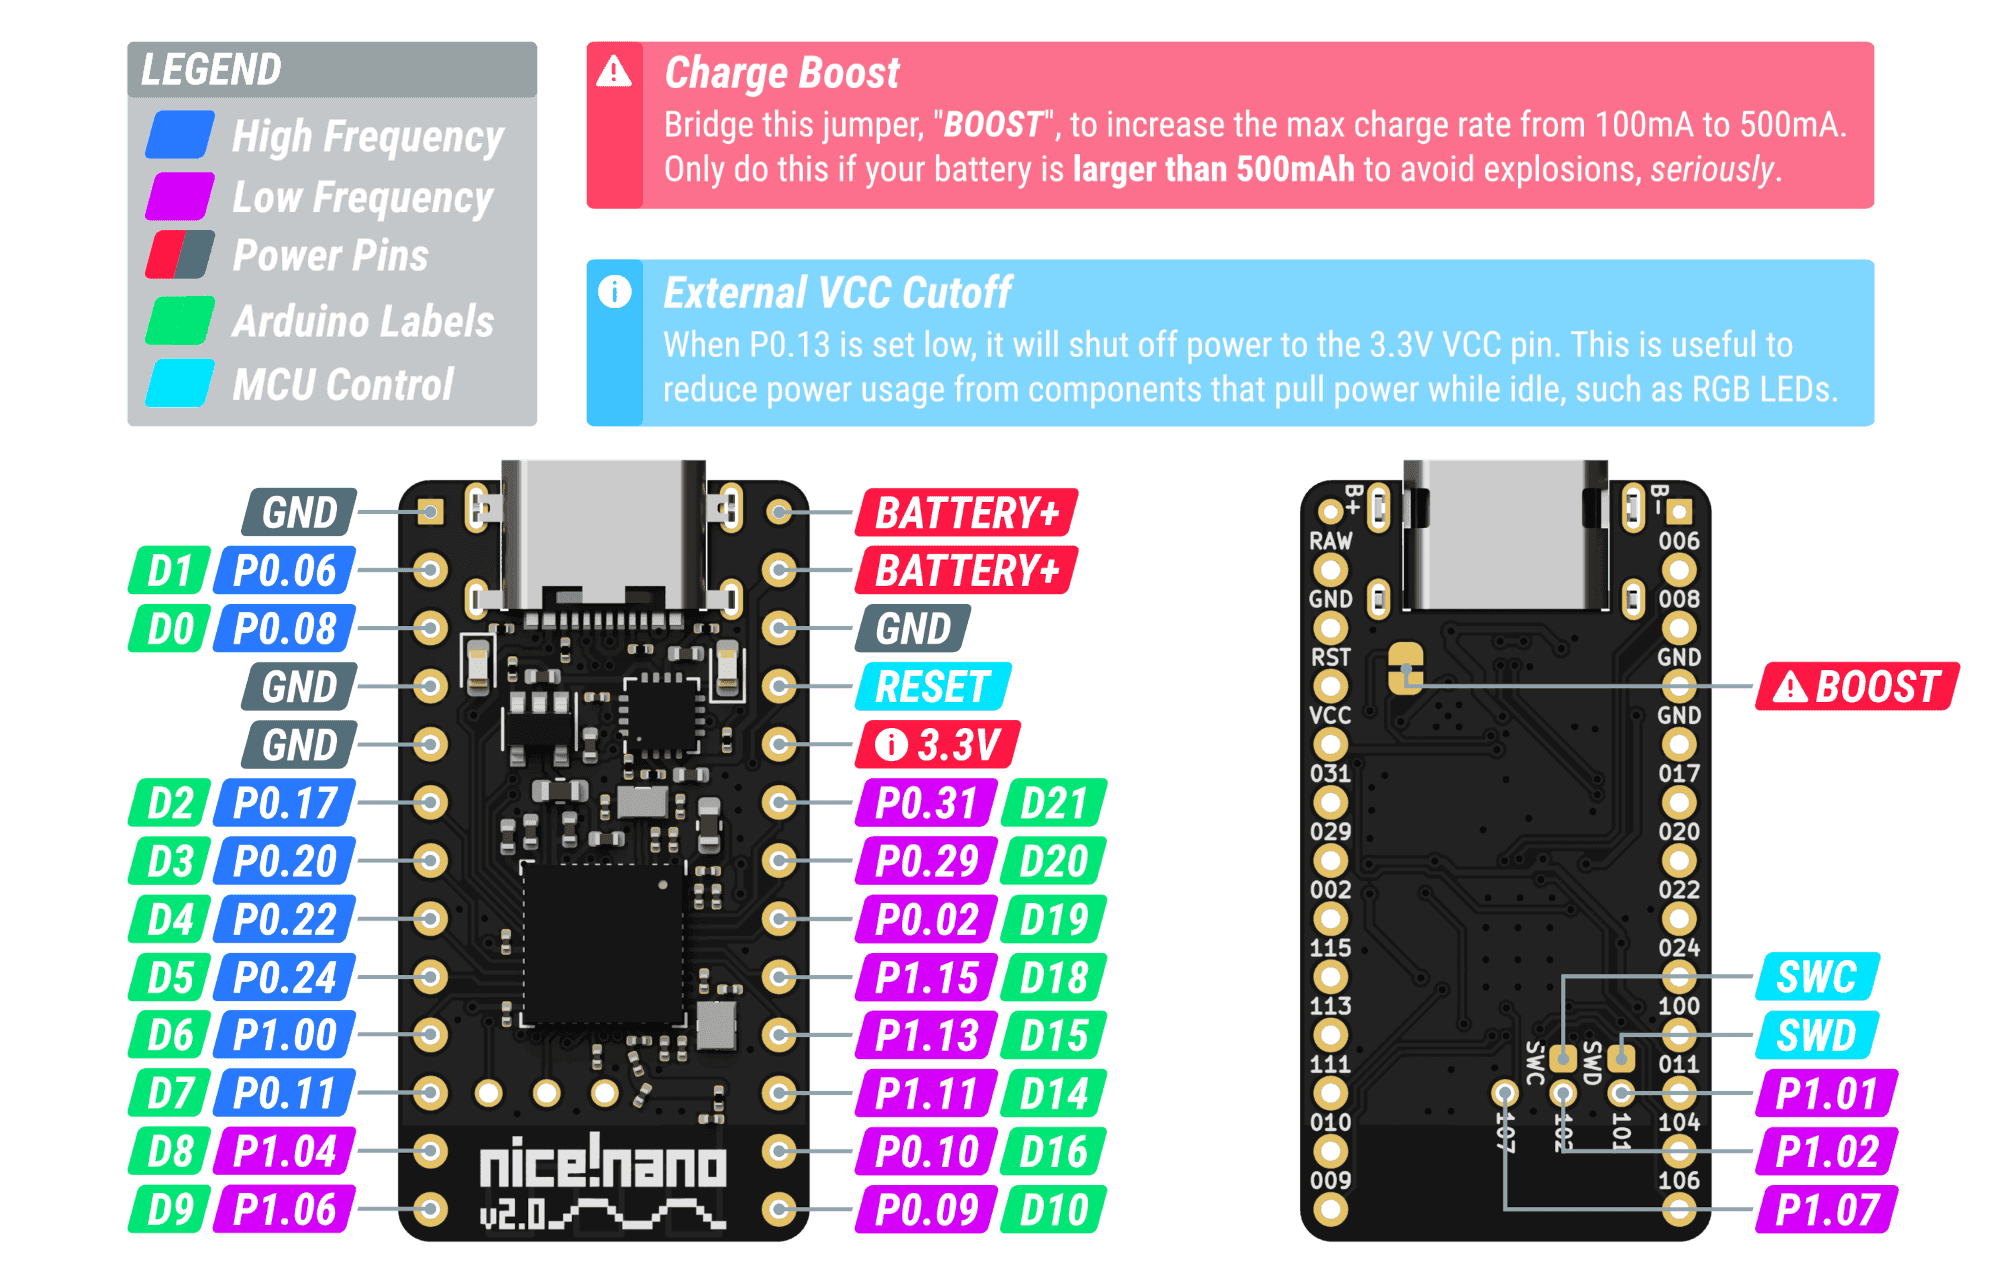 LEGEND
High Frequency
Low Frequency
Power Pins
Arduino Labels
MCU Control
Charge Boost
Bridge this jumper, "BOOST", to increase the max charge rate from 100mA to 500mA.
Only do this if your battery is larger than 500mAh to avoid explosions, seriously.
External VCC Cutoff
When P0.13 is set low, it will shut off power to the 3.3V VCC pin. This is useful to
reduce power usage from components that pull power while idle, such as RGB LEDs.
GND
D1 P0.06
D0 P0.08
GND
GND
D2 P0.17
D3 P0.20
D4 P0.22
D5 P0.24
D6 P1.00
D7 P0.11
D8 P1.04
D9 P1.06
nice!nano
v2.0
BATTERY+
BATTERY+
GND
RESET
3.3V
P0.31 D21
P0.29 D20
P0.02 D19
P1.15 D18
P1.13 D15
P1.11 D14
P0.10 D16
P0.09 D10
B+
RAW
GND
RST
VCC
031
029
002
115
113
111
010
009
B-
006
008
GND
GND
017
020
022
024
100
011
104
106
SWC
SWD
107
102
101
BOOST
SWC
SWD
P1.01
P1.02
P1.07